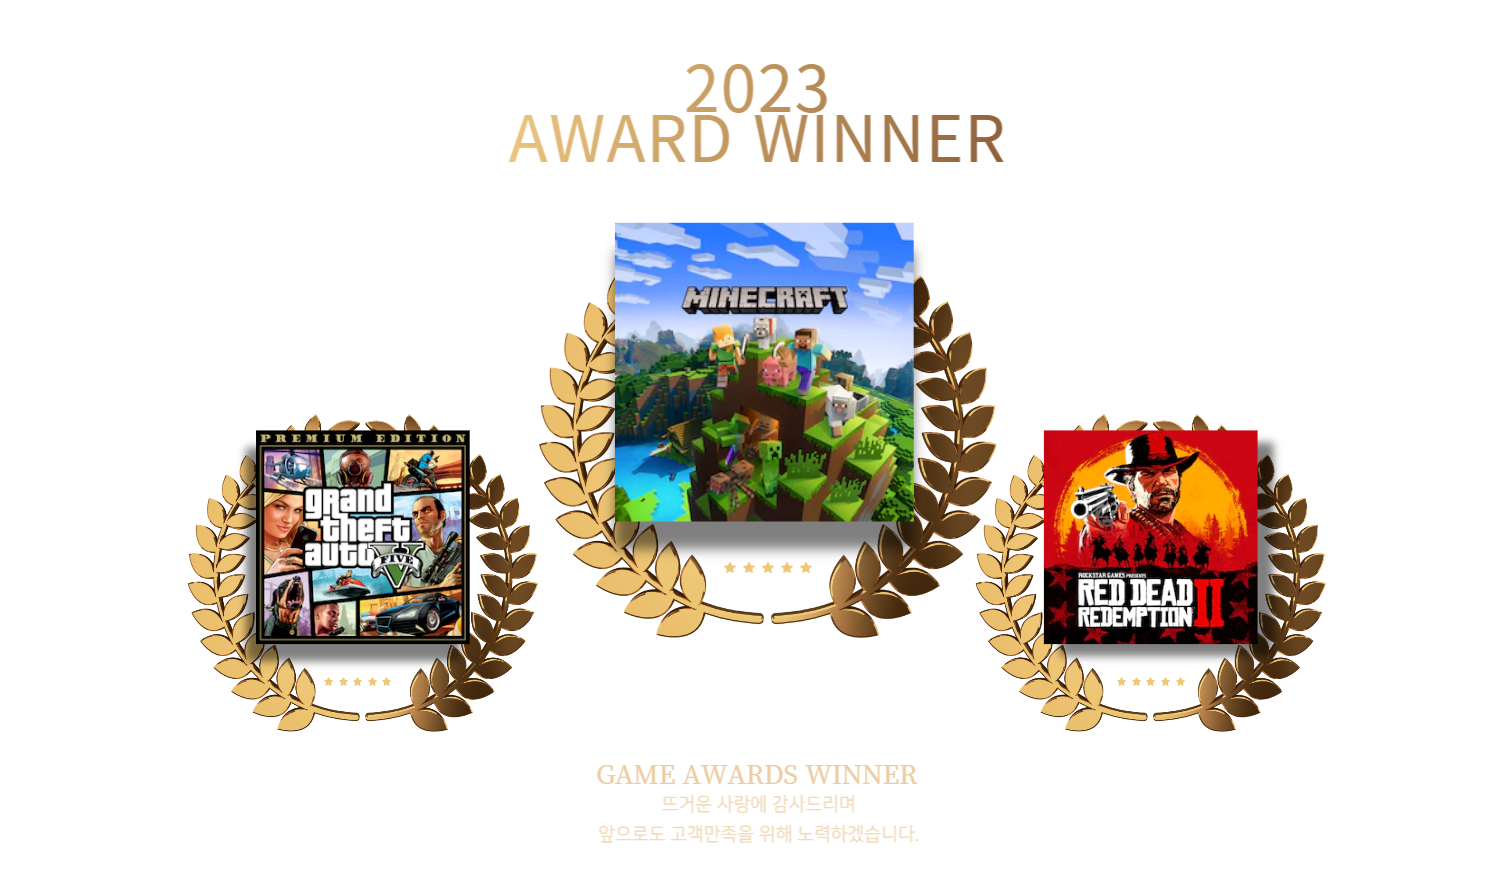 2023
AWARD WINNER
MINECRAFT
PREMIUM EDITION
grand
theft
auto
FIVE
V
ROCKSTAR GAMES PRESENTS
RED DEAD
REDEMPTION II
GAME AWARDS WINNER
뜨거운 사랑에 감사드리며
앞으로도 고객만족을 위해 노력하겠습니다.